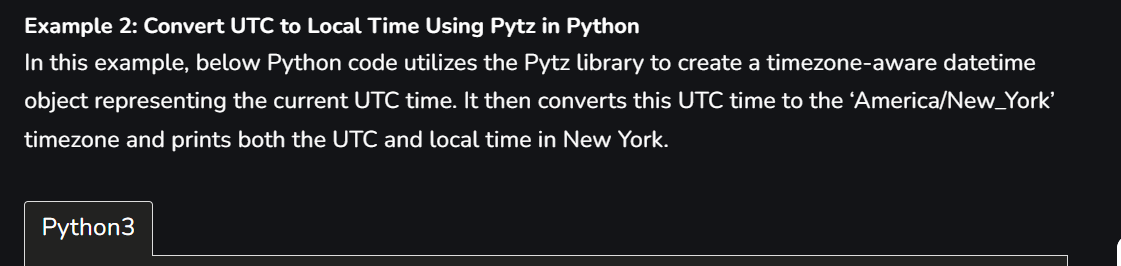 Example 2: Convert UTC to Local Time Using Pytz in Python
In this example, below Python code utilizes the Pytz library to create a timezone-aware datetime
object representing the current UTC time. It then converts this UTC time to the ‘America/New_York’
timezone and prints both the UTC and local time in New York.
Python3